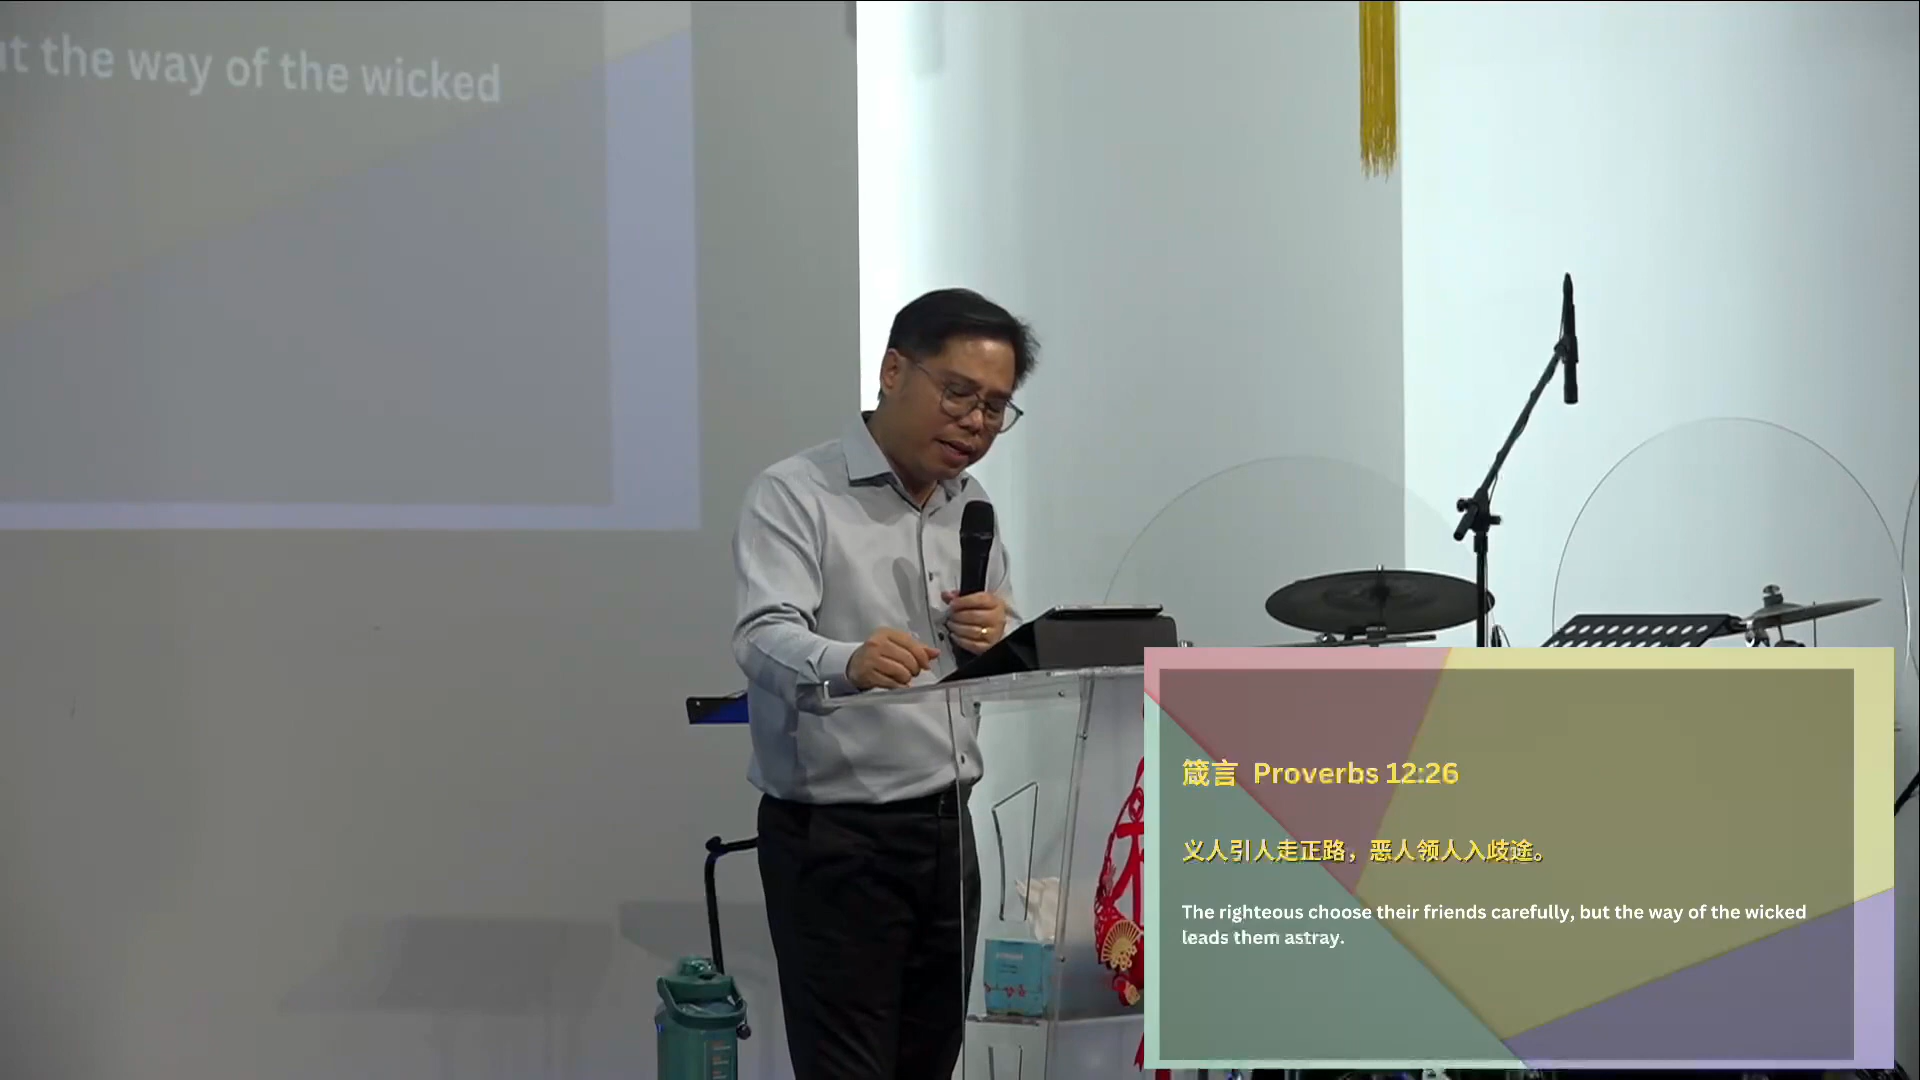 ut the way of the wicked
箴言 Proverbs 12:26
义人引人走正路，恶人领人入歧途。
The righteous choose their friends carefully, but the way of the wicked
leads them astray.